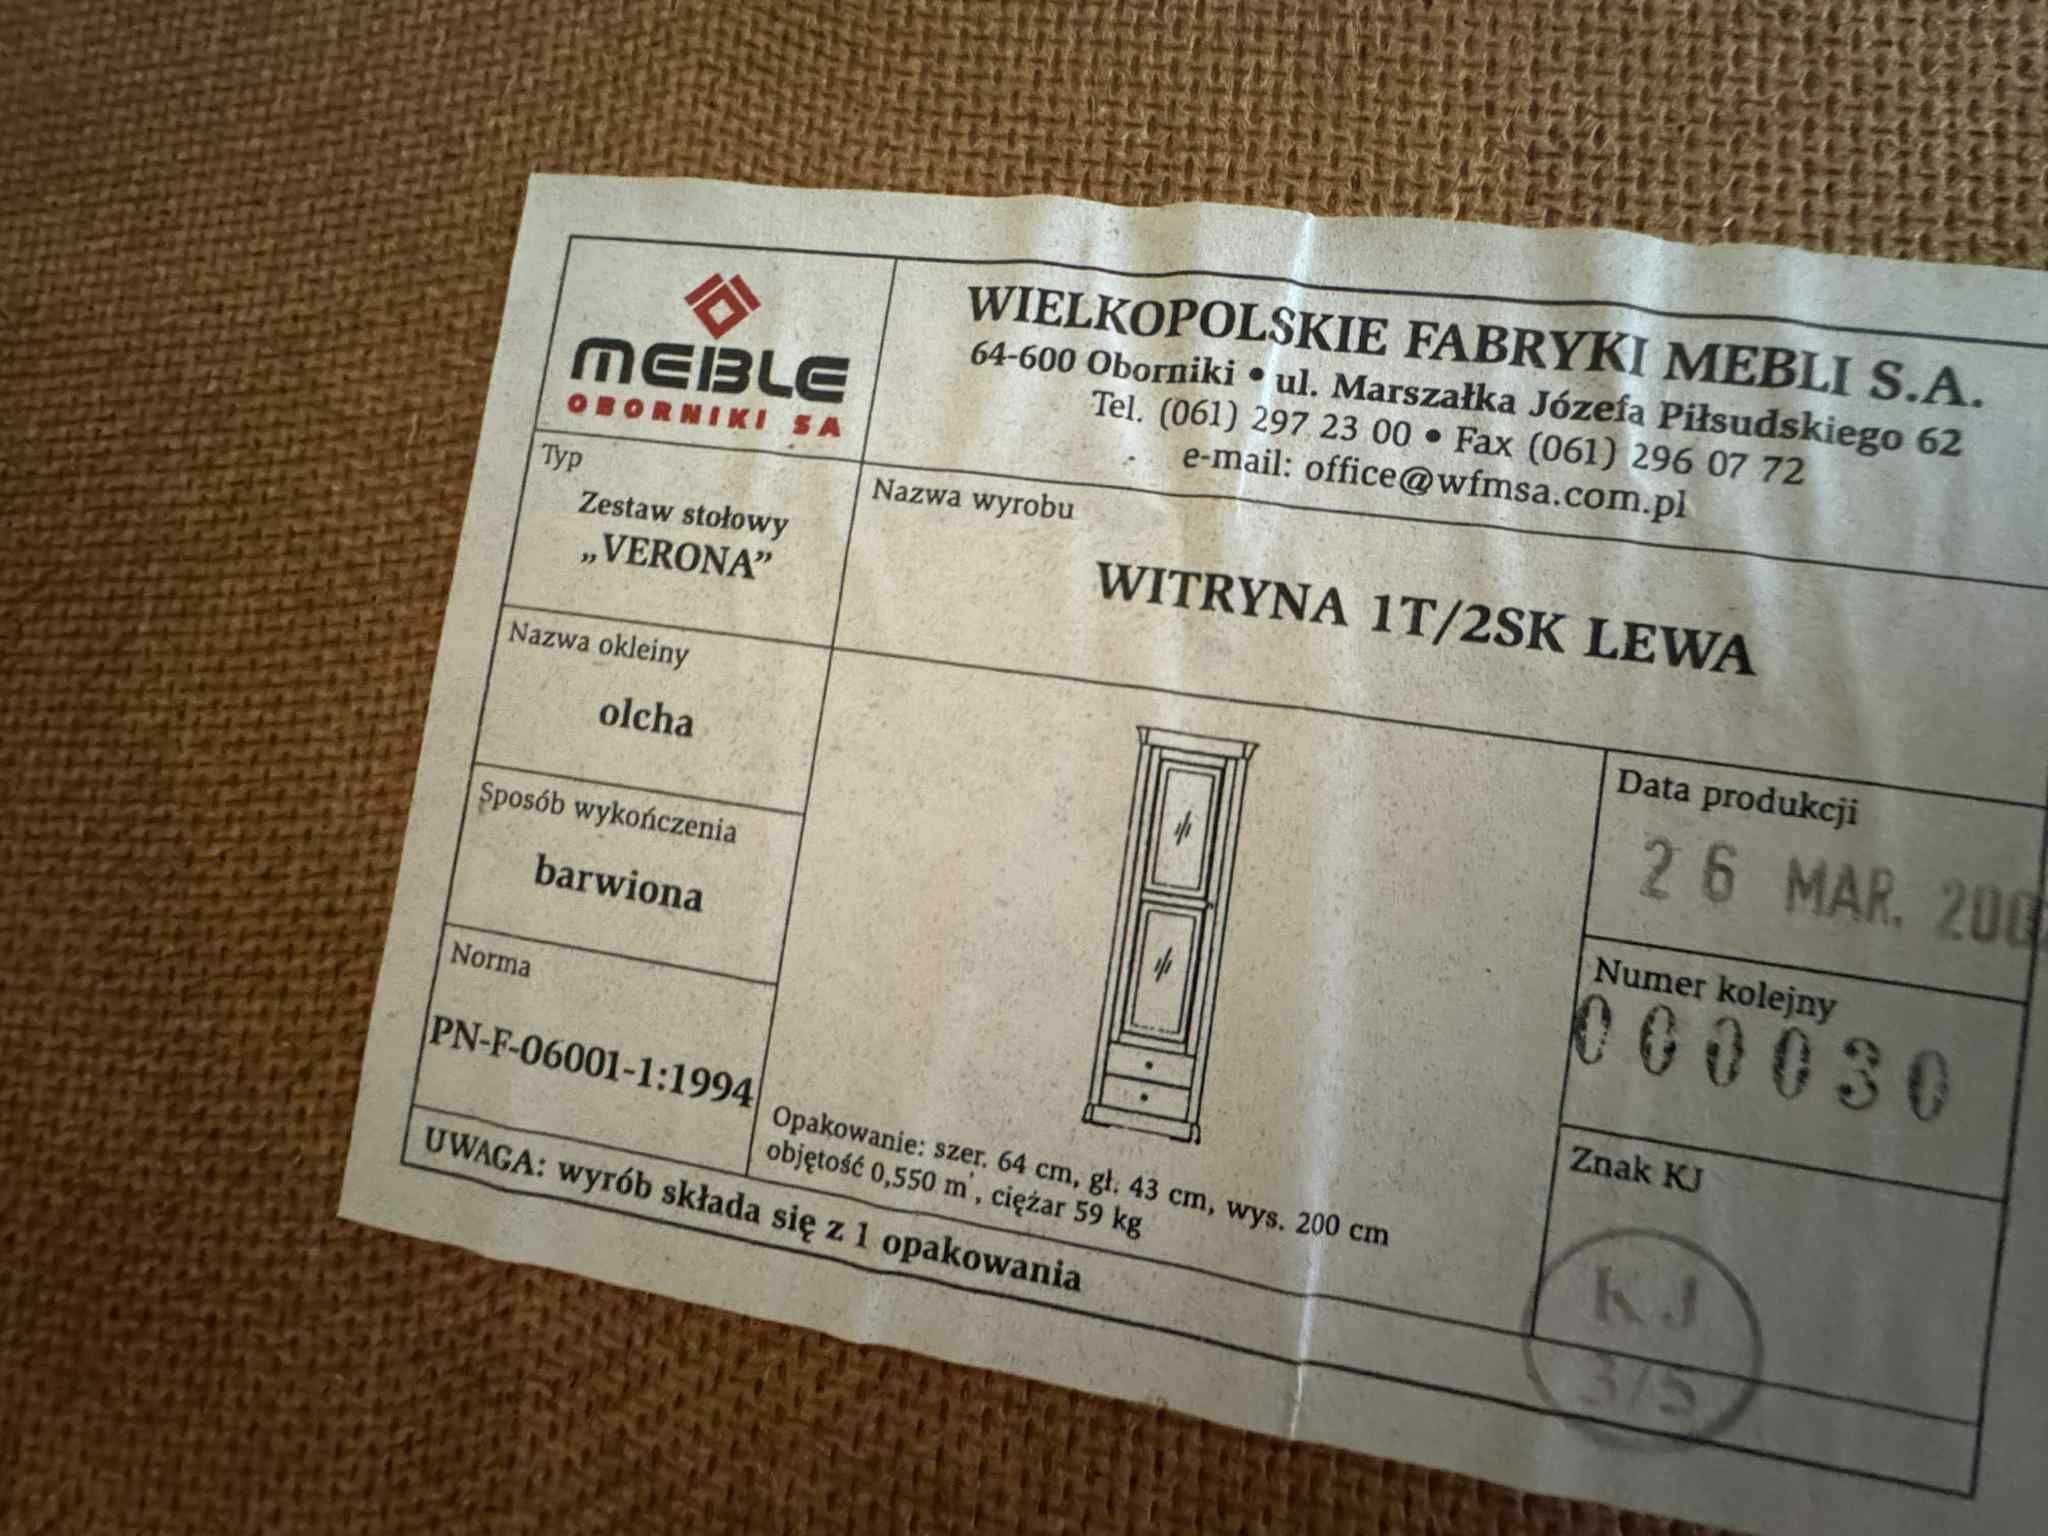 MEBLE
OBORNIKI SA
WIELKOPOLSKIE FABRYKI MEBLI S.A.
64-600 Oborniki • ul. Marszałka Józefa Piłsudskiego 62
Tel. (061) 297 23 00 • Fax (061) 296 07 72
e-mail: office@wfmsa.com.pl
Typ
Zestaw stołowy
„VERONA”
Nazwa wyrobu
WITRYNA 1T/2SK LEWA
Nazwa okleiny
olcha
Sposób wykończenia
barwiona
Norma
PN-F-06001-1:1994
Opakowanie: szer. 64 cm, gł. 43 cm, wys. 200 cm
objętość 0,550 m³, ciężar 59 kg
Data produkcji
26 MAR.
Numer kolejny
000030
Znak KJ
KJ
3/5
UWAGA: wyrób składa się z 1 opakowania